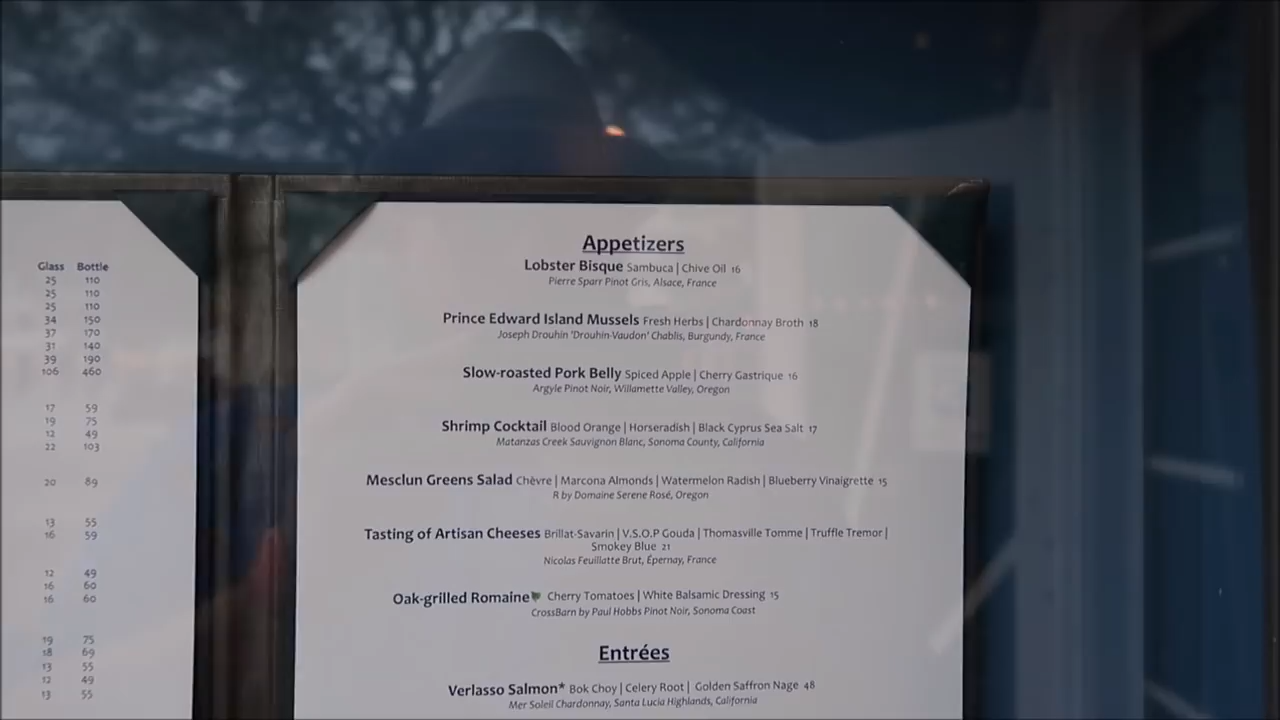 Glass Bottle
25 110
25 110
25 110
34 150
37 170
31 140
39 190
106 460
17 59
19 75
12 49
22 103
20 89
13 55
16 59
12 49
16 60
16 60
19 75
18 69
13 55
12 49
13 55
Appetizers
Lobster Bisque Sambuca | Chive Oil 16
Pierre Sparr Pinot Gris, Alsace, France
Prince Edward Island Mussels Fresh Herbs | Chardonnay Broth 18
Joseph Drouhin 'Drouhin-Vaudon' Chablis, Burgundy, France
Slow-roasted Pork Belly Spiced Apple | Cherry Gastrique 16
Argyle Pinot Noir, Willamette Valley, Oregon
Shrimp Cocktail Blood Orange | Horseradish | Black Cyprus Sea Salt 17
Matanzas Creek Sauvignon Blanc, Sonoma County, California
Mesclun Greens Salad Chèvre | Marcona Almonds | Watermelon Radish | Blueberry Vinaigrette 15
R by Domaine Serene Rosé, Oregon
Tasting of Artisan Cheeses Brillat-Savarin | V.S.O.P Gouda | Thomasville Tomme | Truffle Tremor |
Smokey Blue 21
Nicolas Feuillatte Brut, Épernay, France
Oak-grilled Romaine Cherry Tomatoes | White Balsamic Dressing 15
CrossBarn by Paul Hobbs Pinot Noir, Sonoma Coast
Entrées
Verlasso Salmon* Bok Choy | Celery Root | Golden Saffron Nage 48
Mer Soleil Chardonnay, Santa Lucia Highlands, California